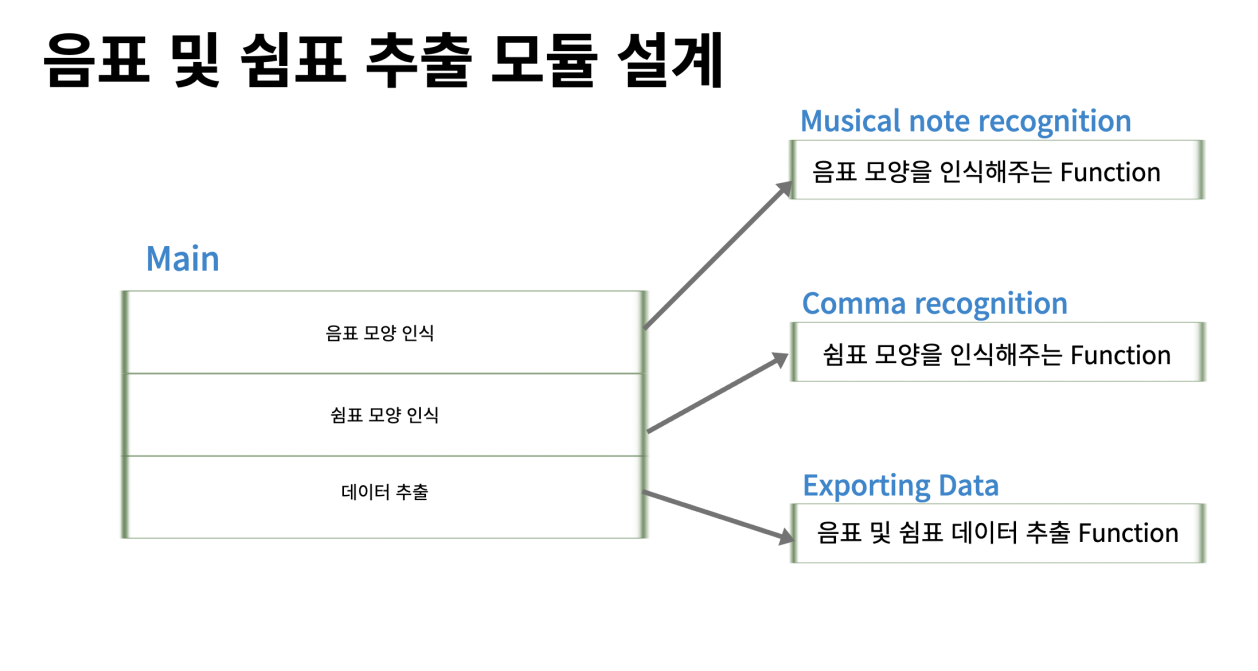 음표 및 쉼표 추출 모듈 설계
Main
음표 모양 인식
쉼표 모양 인식
데이터 추출
Musical note recognition
음표 모양을 인식해주는 Function
Comma recognition
쉼표 모양을 인식해주는 Function
Exporting Data
음표 및 쉼표 데이터 추출 Function